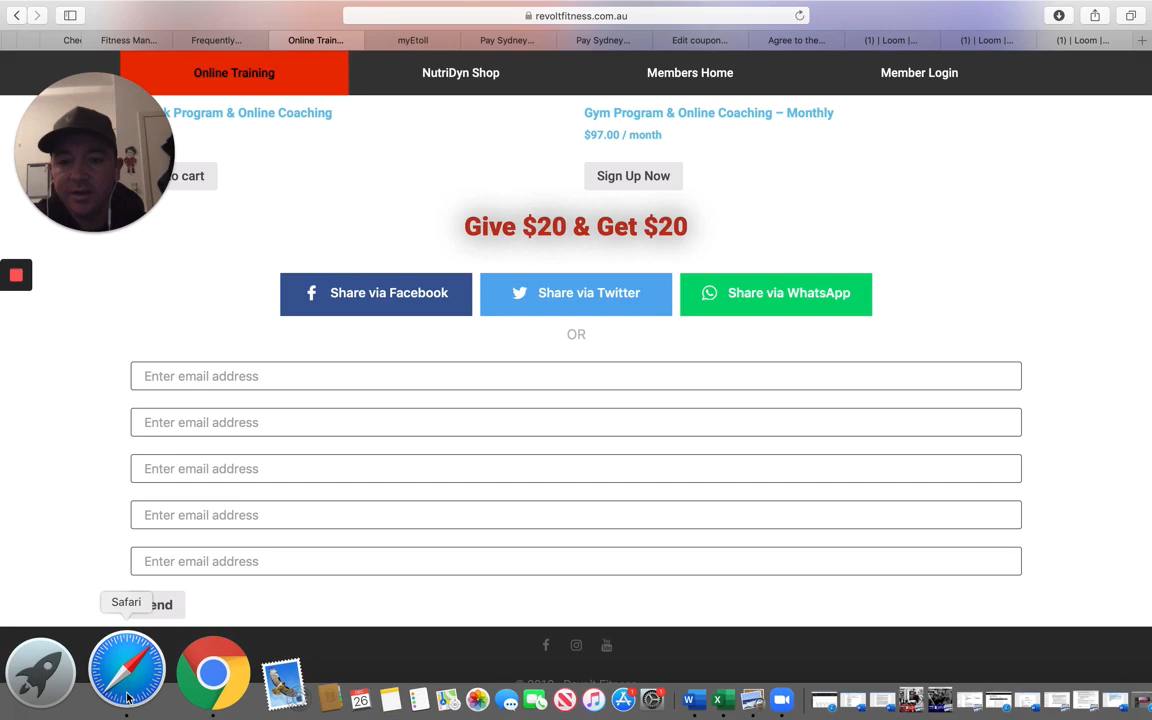 revoltfitness.com.au
Chec
Fitness Man...
Frequently...
Online Train...
myEtoll
Pay Sydney...
Pay Sydney...
Edit coupon...
Agree to the...
(1) | Loom |...
(1) | Loom |...
(1) | Loom |...
Online Training
NutriDyn Shop
Members Home
Member Login
k Program & Online Coaching
Gym Program & Online Coaching – Monthly
$97.00 / month
o cart
Sign Up Now
Give $20 & Get $20
Share via Facebook
Share via Twitter
Share via WhatsApp
OR
Enter email address
Enter email address
Enter email address
Enter email address
Enter email address
Safari
end
26
1
1